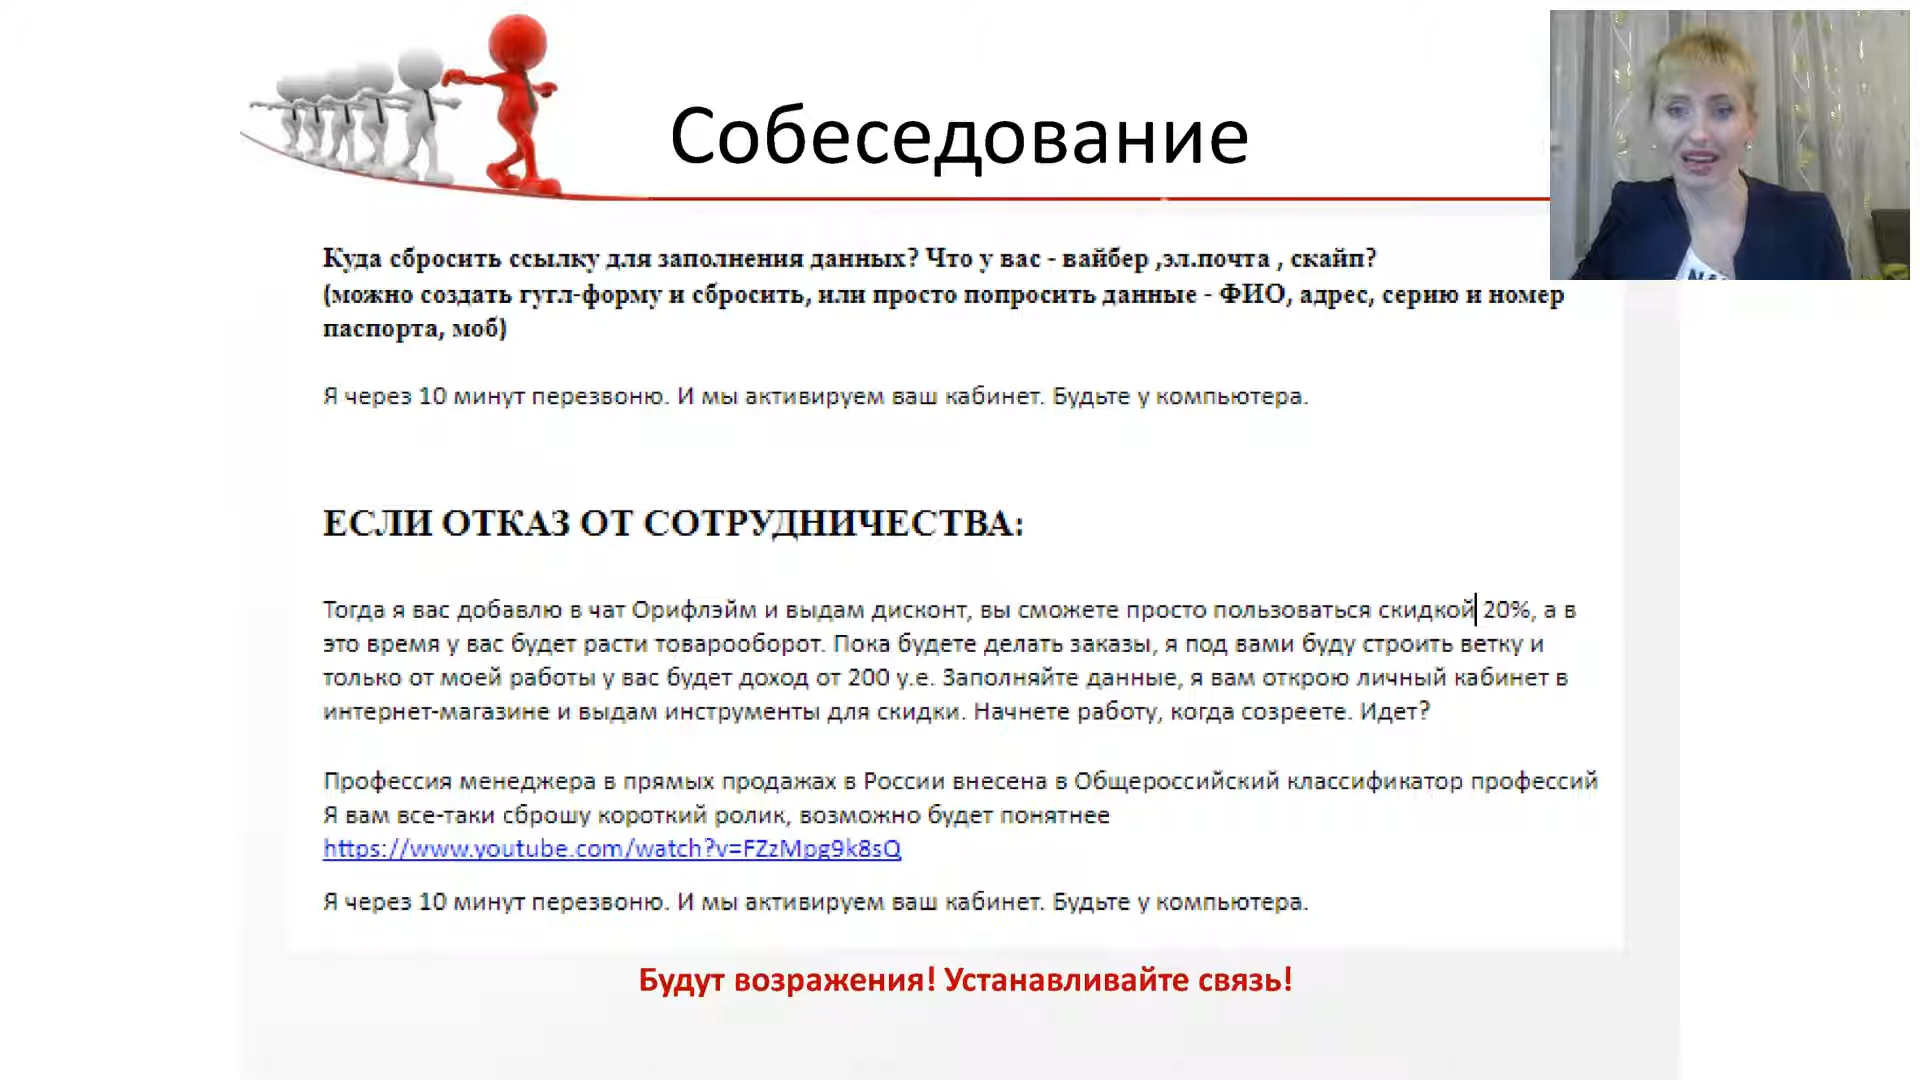 Собеседование
Куда сбросить ссылку для заполнения данных? Что у вас - вайбер ,эл.почта , скайп?
(можно создать гугл-форму и сбросить, или просто попросить данные - ФИО, адрес, серию и номер
паспорта, моб)
Я через 10 минут перезвоню. И мы активируем ваш кабинет. Будьте у компьютера.
ЕСЛИ ОТКАЗ ОТ СОТРУДНИЧЕСТВА:
Тогда я вас добавлю в чат Орифлэйм и выдам дисконт, вы сможете просто пользоваться скидкой 20%, а в
это время у вас будет расти товарооборот. Пока будете делать заказы, я под вами буду строить ветку и
только от моей работы у вас будет доход от 200 у.е. Заполняйте данные, я вам открою личный кабинет в
интернет-магазине и выдам инструменты для скидки. Начнете работу, когда созреете. Идет?
Профессия менеджера в прямых продажах в России внесена в Общероссийский классификатор профессий
Я вам все-таки сброшу короткий ролик, возможно будет понятнее
https://www.youtube.com/watch?v=FZzMpg9k8sQ
Я через 10 минут перезвоню. И мы активируем ваш кабинет. Будьте у компьютера.
Будут возражения! Устанавливайте связь!